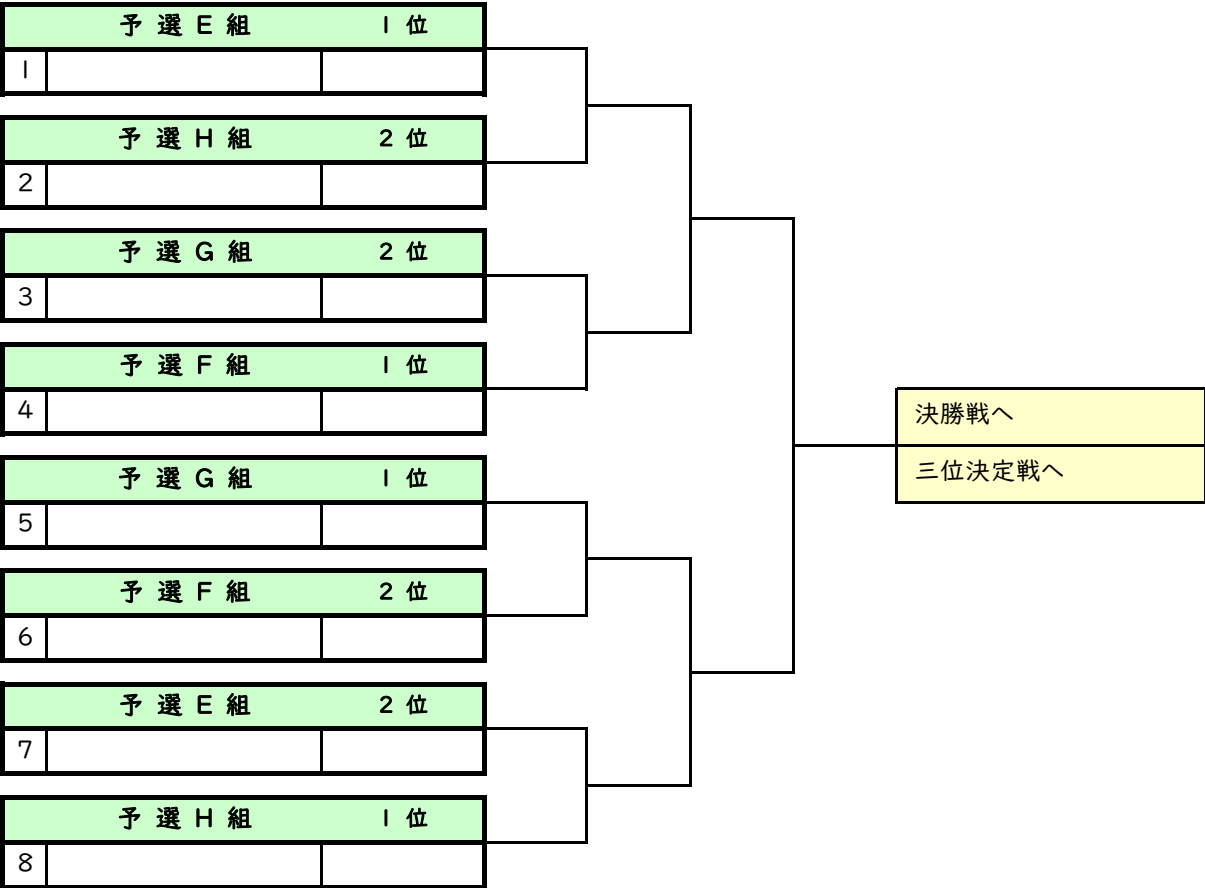 予 選 E 組 1 位
1
予 選 H 組 2 位
2
予 選 G 組 2 位
3
予 選 F 組 1 位
4
予 選 G 組 1 位
5
予 選 F 組 2 位
6
予 選 E 組 2 位
7
予 選 H 組 1 位
8
決勝戦へ
三位決定戦へ